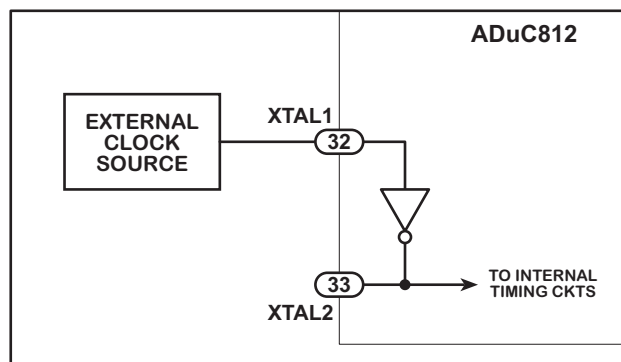 ADuC812
EXTERNAL
CLOCK
SOURCE
XTAL1
32
33
XTAL2
TO INTERNAL
TIMING CKTS